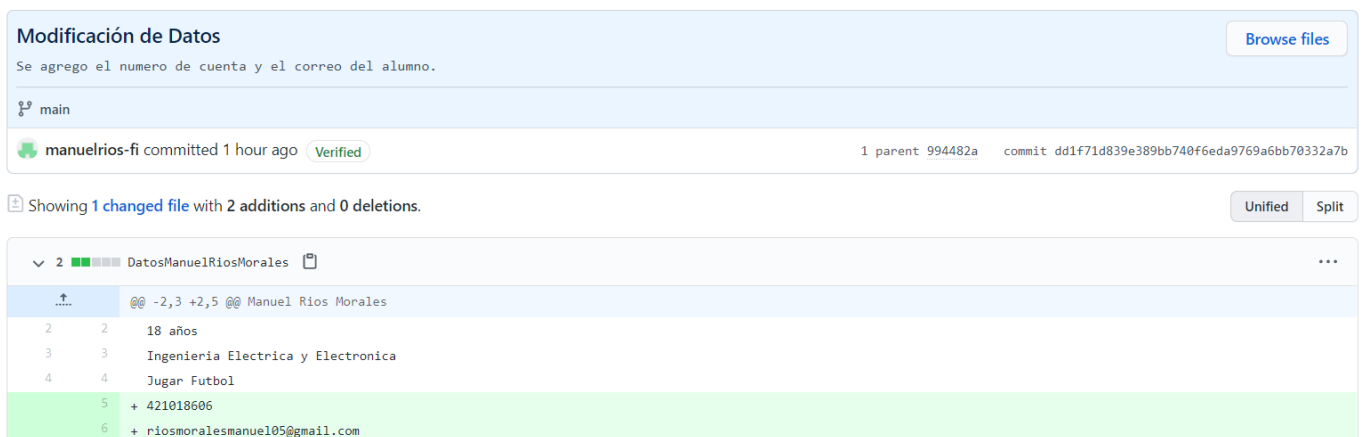 Modificación de Datos
Browse files
Se agrego el numero de cuenta y el correo del alumno.
main
manuelrios-fi committed 1 hour ago Verified
1 parent 994482a commit dd1f71d839e389bb740f6eda9769a6bb70332a7b
Showing 1 changed file with 2 additions and 0 deletions.
Unified Split
2 DatosManuelRiosMorales
@@ -2,3 +2,5 @@ Manuel Rios Morales
2 2 18 años
3 3 Ingenieria Electrica y Electronica
4 4 Jugar Futbol
5 + 421018606
6 + riosmoralesmanuel05@gmail.com